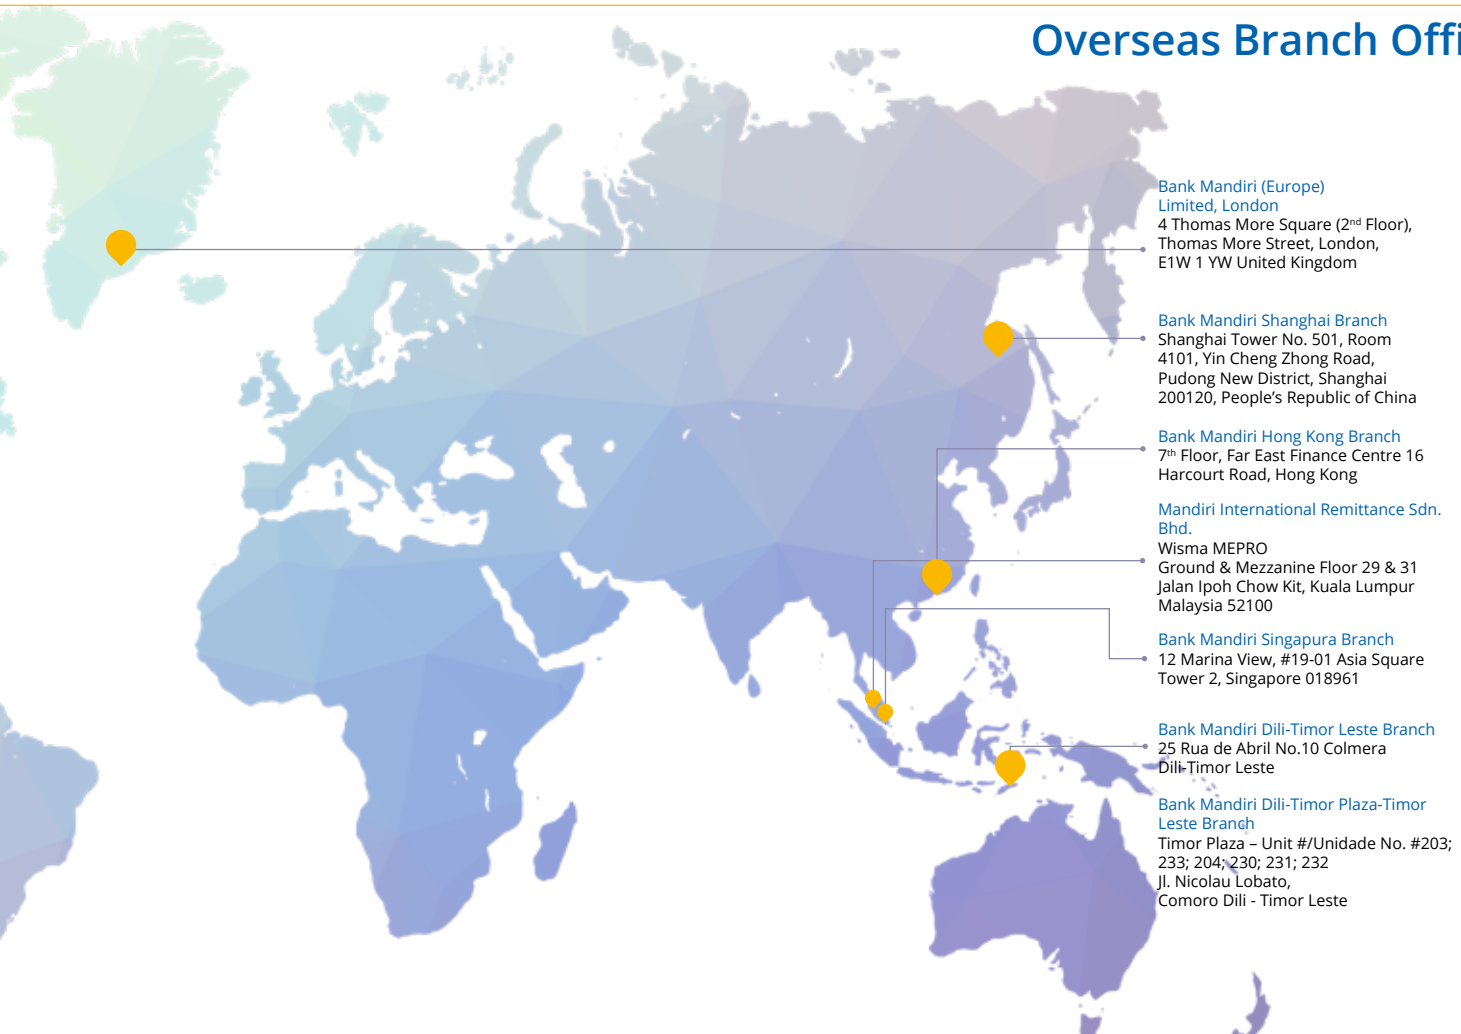 Overseas Branch Offi
Bank Mandiri (Europe)
Limited, London
4 Thomas More Square (2nd Floor),
Thomas More Street, London,
E1W 1 YW United Kingdom
Bank Mandiri Shanghai Branch
Shanghai Tower No. 501, Room
4101, Yin Cheng Zhong Road,
Pudong New District, Shanghai
200120, People’s Republic of China
Bank Mandiri Hong Kong Branch
7th Floor, Far East Finance Centre 16
Harcourt Road, Hong Kong
Mandiri International Remittance Sdn.
Bhd.
Wisma MEPRO
Ground & Mezzanine Floor 29 & 31
Jalan Ipoh Chow Kit, Kuala Lumpur
Malaysia 52100
Bank Mandiri Singapura Branch
12 Marina View, #19-01 Asia Square
Tower 2, Singapore 018961
Bank Mandiri Dili-Timor Leste Branch
25 Rua de Abril No.10 Colmera
Dili-Timor Leste
Bank Mandiri Dili-Timor Plaza-Timor
Leste Branch
Timor Plaza – Unit #/Unidade No. #203;
233; 204; 230; 231; 232
Jl. Nicolau Lobato,
Comoro Dili - Timor Leste